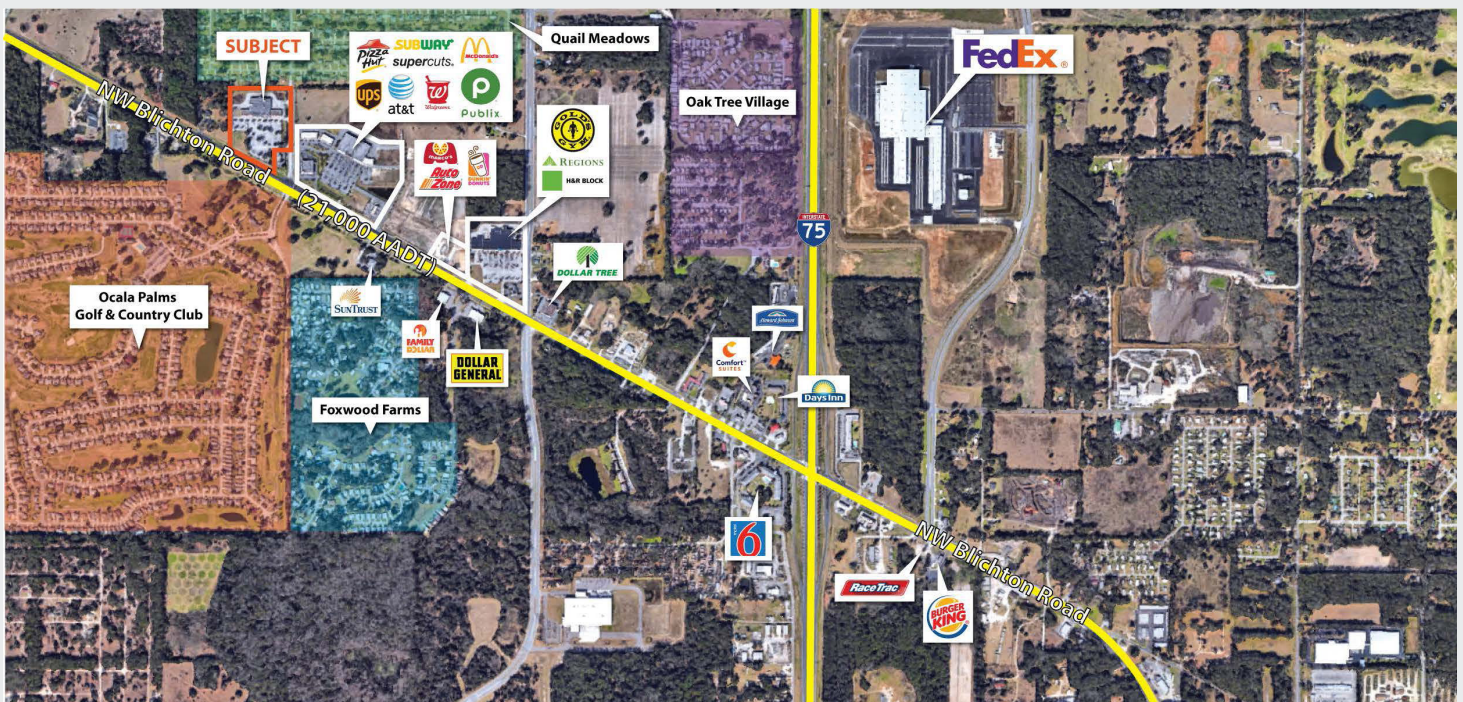 Quail Meadows
SUBJECT
Pizza
Hut
SUBWAY
supercuts.
McDonald's
ups
at&t
W
Walgreens
P
Publix
FedEx®
Oak Tree Village
NW Blichton Road
(21,000 AADT)
GOLD'S
GYM
REGIONS
H&R BLOCK
MARCO'S
Auto
Zone
DUNKIN'
DONUTS
INTERSTATE
75
DOLLAR TREE
SUNTRUST
Ocala Palms
Golf & Country Club
FAMILY
DOLLAR
DOLLAR
GENERAL
Howard Johnson
Comfort
SUITES
Days Inn
Foxwood Farms
6
NW Blichton Road
RaceTrac
BURGER
KING